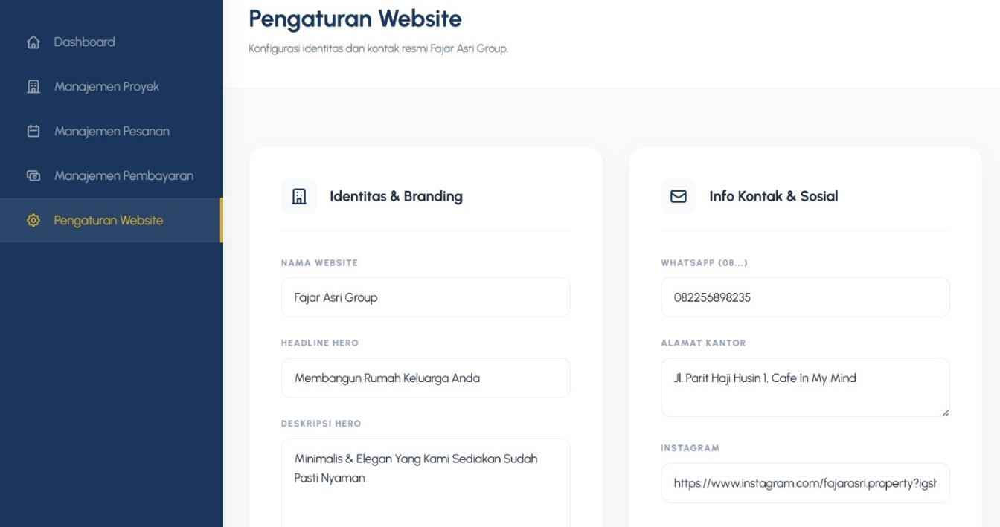 Dashboard
Manajemen Proyek
Manajemen Pesanan
Manajemen Pembayaran
Pengaturan Website
Pengaturan Website
Konfigurasi identitas dan kontak resmi Fajar Asri Group.
Identitas & Branding
NAMA WEBSITE
Fajar Asri Group
HEADLINE HERO
Membangun Rumah Keluarga Anda
DESKRIPSI HERO
Minimalis & Elegan Yang Kami Sediakan Sudah
Pasti Nyaman
Info Kontak & Sosial
WHATSAPP (08...)
082256898235
ALAMAT KANTOR
Jl. Parit Haji Husin 1, Cafe In My Mind
INSTAGRAM
https://www.instagram.com/fajarasri.property?igsh